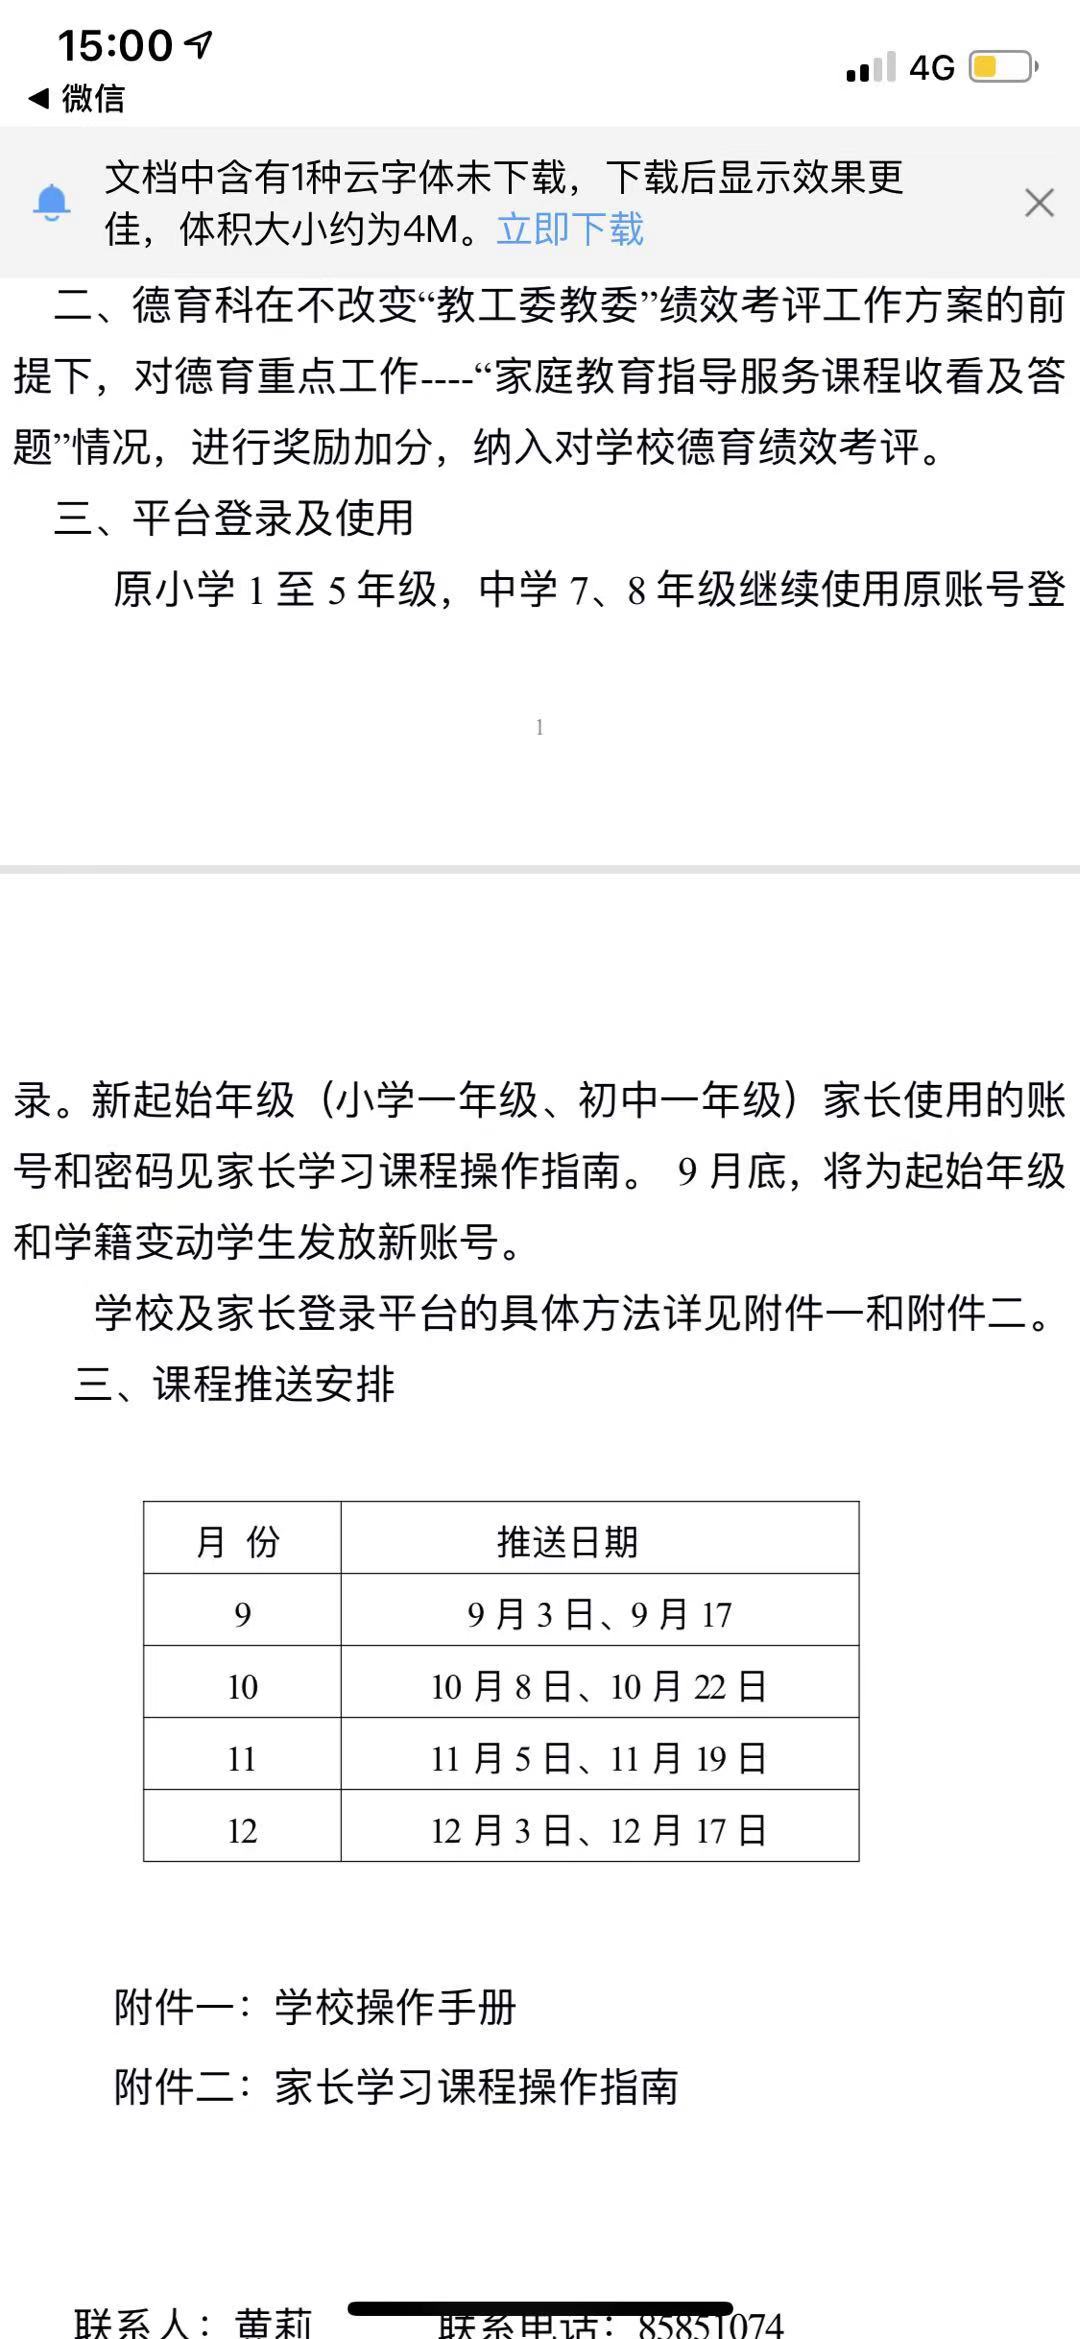 15:00
4G
微信
文档中含有1种云字体未下载，下载后显示效果更
佳，体积大小约为4M。立即下载
二、德育科在不改变“教工委教委”绩效考评工作方案的前
提下，对德育重点工作----“家庭教育指导服务课程收看及答
题”情况，进行奖励加分，纳入对学校德育绩效考评。
三、平台登录及使用
原小学 1 至 5 年级，中学 7、8 年级继续使用原账号登
1
录。新起始年级（小学一年级、初中一年级）家长使用的账
号和密码见家长学习课程操作指南。 9 月底，将为起始年级
和学籍变动学生发放新账号。
学校及家长登录平台的具体方法详见附件一和附件二。
三、课程推送安排
月 份 推送日期
9 9 月 3 日、9 月 17
10 10 月 8 日、10 月 22 日
11 11 月 5 日、11 月 19 日
12 12 月 3 日、12 月 17 日
附件一：学校操作手册
附件二：家长学习课程操作指南
联系人：黄莉 联系电话：85851074